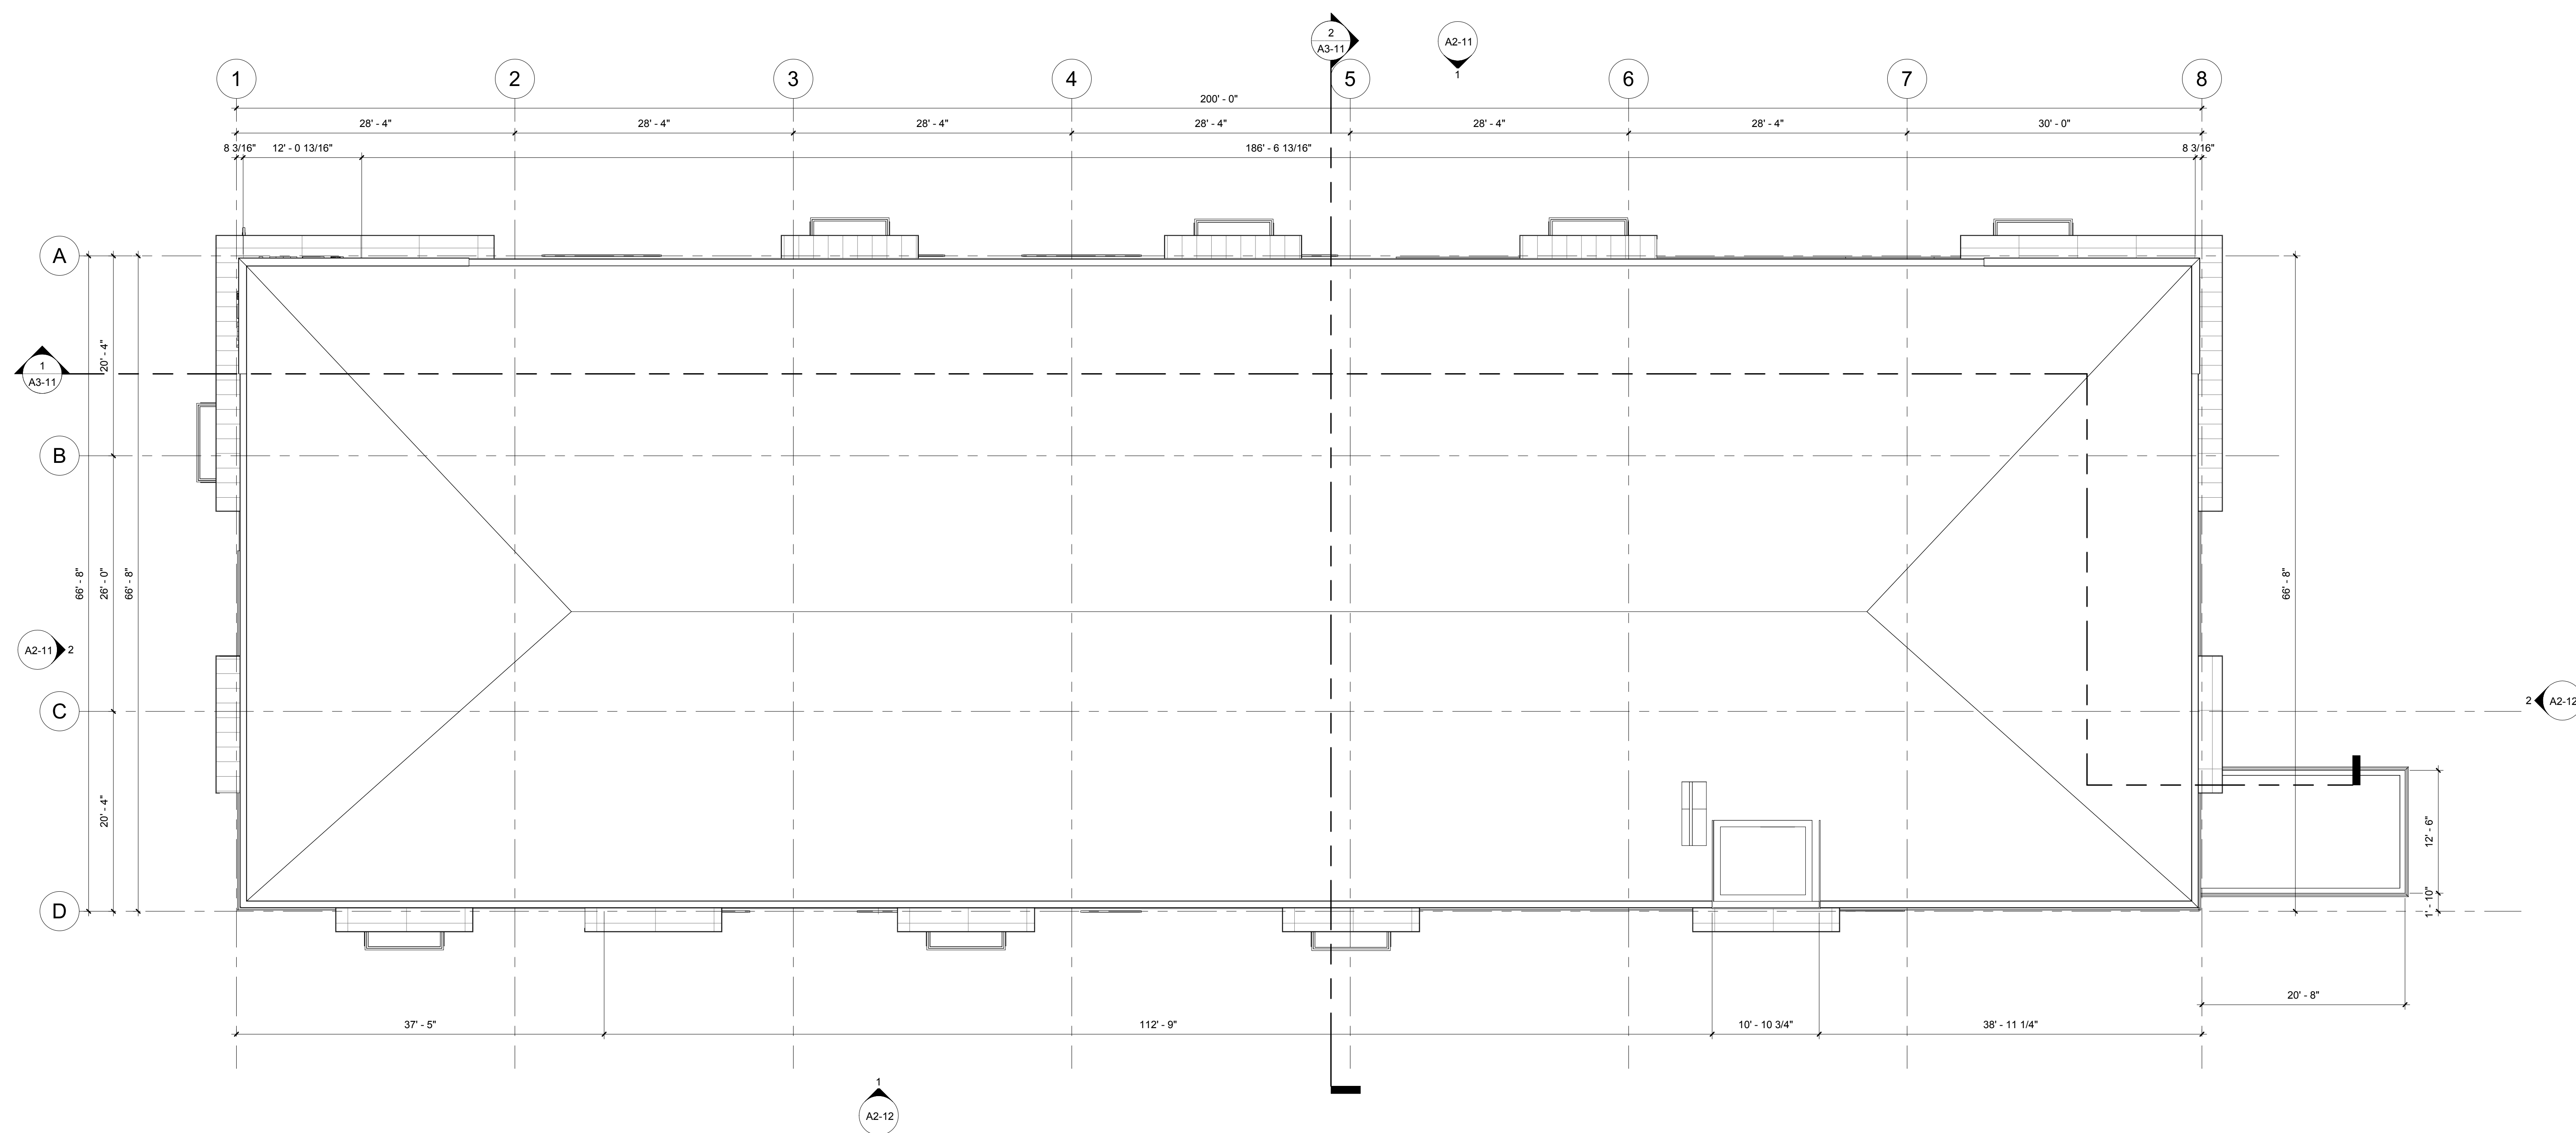 2
A3-11
A2-11
1
1
2
3
4
5
6
7
8
200' - 0"
28' - 4"
28' - 4"
28' - 4"
28' - 4"
28' - 4"
28' - 4"
30' - 0"
8 3/16"
12' - 0 13/16"
186' - 6 13/16"
8 3/16"
A
20' - 4"
1
A3-11
B
66' - 8"
26' - 0"
66' - 8"
66' - 8"
A2-11
2
C
2
A2-12
20' - 4"
12' - 6"
1' - 10"
D
20' - 8"
37' - 5"
112' - 9"
10' - 10 3/4"
38' - 11 1/4"
1
A2-12